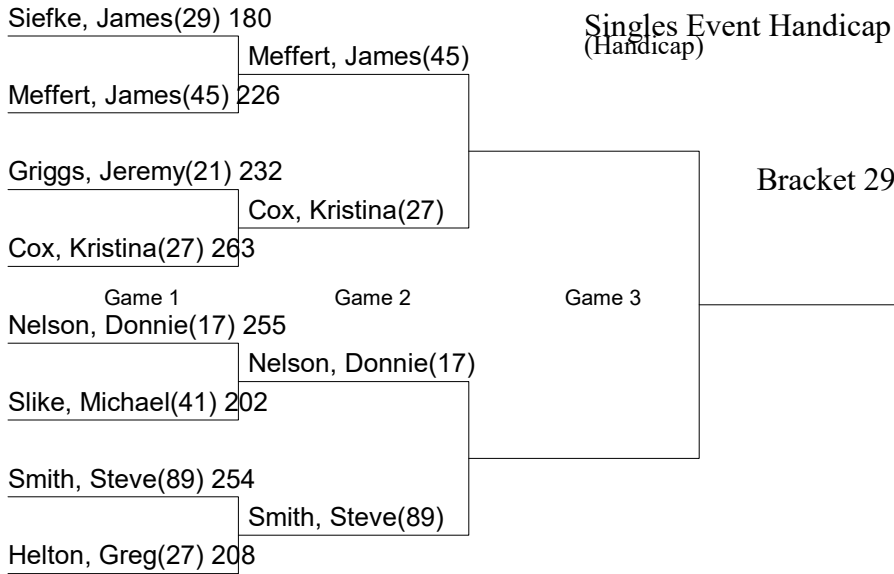 Siefke, James(29) 180
Singles Event Handicap
(Handicap)
Meffert, James(45)
Meffert, James(45) 226
Griggs, Jeremy(21) 232
Bracket 29
Cox, Kristina(27)
Cox, Kristina(27) 263
Game 1
Game 2
Game 3
Nelson, Donnie(17) 255
Nelson, Donnie(17)
Slike, Michael(41) 202
Smith, Steve(89) 254
Smith, Steve(89)
Helton, Greg(27) 208